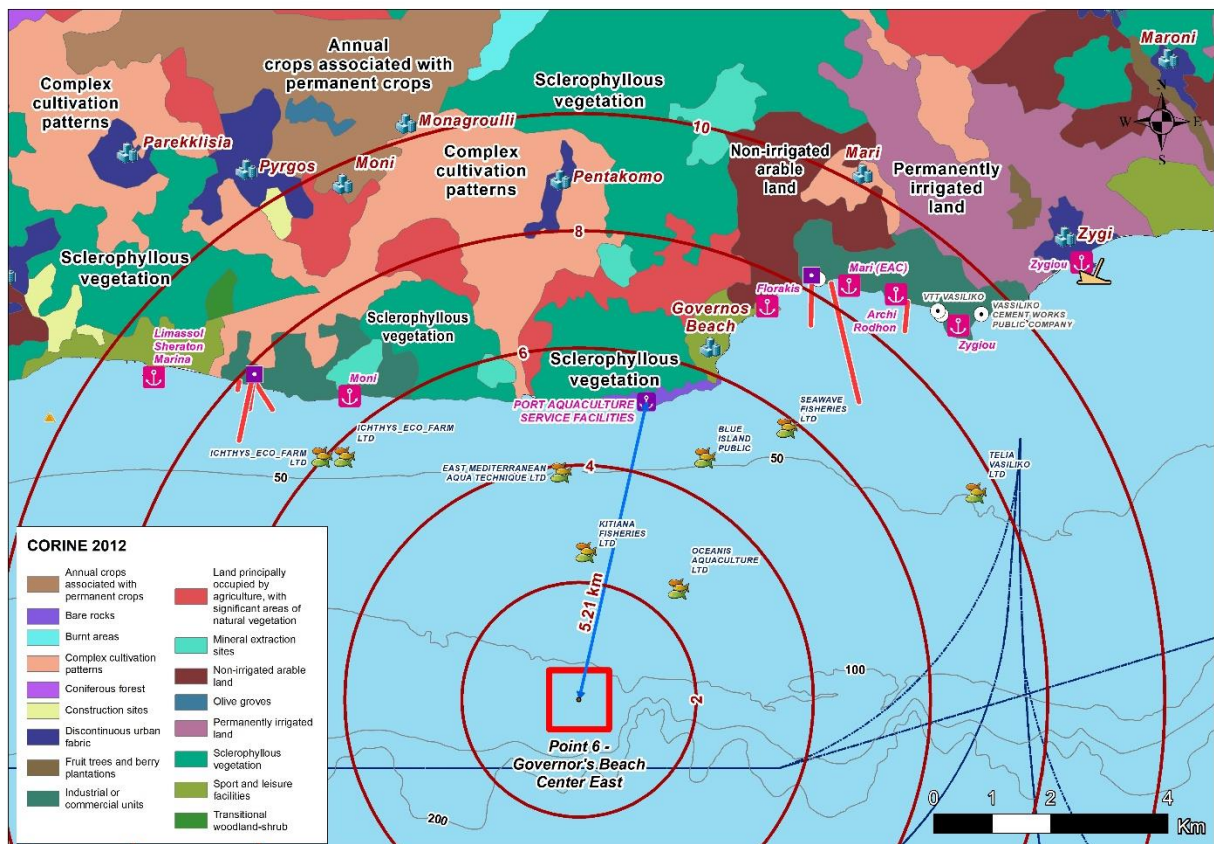 Annual
crops associated with
permanent crops
Complex
cultivation
patterns
Sclerophyllous
vegetation
Maroni
N
W
E
S
10
Monagroulli
Parekklisia
Pyrgos
Moni
Complex
cultivation
patterns
Pentakomo
Non-irrigated
arable
land
Mari
Permanently
irrigated
land
8
Zygi
Sclerophyllous
vegetation
Zygiou
Mari (EAC)
Florakis
Archi
Rodhon
VTT VASILIKO
VASSILIKO
CEMENT WORKS
PUBLIC COMPANY
Zygiou
Governos
Beach
Limassol
Sheraton
Marina
Sclerophyllous
vegetation
6
Sclerophyllous
vegetation
Moni
PORT AQUACULTURE
SERVICE FACILITIES
SEAWAVE
FISHERIES
LTD
ICHTHYS_ECO_FARM
LTD
ICHTHYS_ECO_FARM
LTD
BLUE
ISLAND
PUBLIC
50
50
4
EAST MEDITERRANEAN
AQUA TECHNIQUE LTD
TELIA
VASILIKO
LTD
KITIANA
FISHERIES
LTD
OCEANIS
AQUACULTURE
LTD
5.21 km
2
100
Point 6 -
Governor's Beach
Center East
200
CORINE 2012
Annual crops
associated with
permanent crops
Bare rocks
Burnt areas
Complex cultivation
patterns
Coniferous forest
Construction sites
Discontinuous urban
fabric
Fruit trees and berry
plantations
Industrial or
commercial units
Land principally
occupied by
agriculture, with
significant areas of
natural vegetation
Mineral extraction
sites
Non-irrigated arable
land
Olive groves
Permanently irrigated
land
Sclerophyllous
vegetation
Sport and leisure
facilities
Transitional
woodland-shrub
0 1 2 4
Km